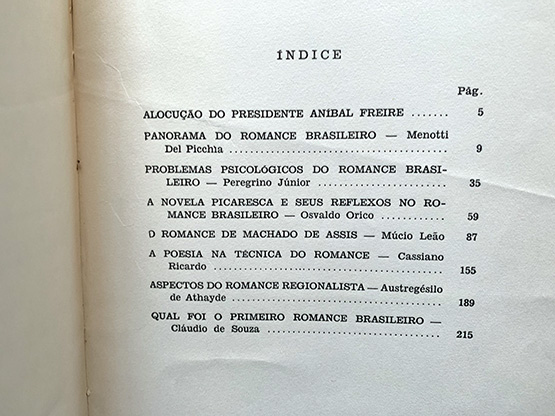 ÍNDICE
Pág.
ALOCUÇÃO DO PRESIDENTE ANÍBAL FREIRE ....... 5
PANORAMA DO ROMANCE BRASILEIRO — Menotti
Del Picchia ..................................... 9
PROBLEMAS PSICOLÓGICOS DO ROMANCE BRASI-
LEIRO — Peregrino Júnior ...................... 35
A NOVELA PICARESCA E SEUS REFLEXOS NO RO-
MANCE BRASILEIRO — Osvaldo Orico ............ 59
O ROMANCE DE MACHADO DE ASSIS — Múcio Leão 87
A POESIA NA TÉCNICA DO ROMANCE — Cassiano
Ricardo ......................................... 155
ASPECTOS DO ROMANCE REGIONALISTA — Austregésilo
de Athayde ...................................... 189
QUAL FOI O PRIMEIRO ROMANCE BRASILEIRO —
Cláudio de Souza ................................ 215